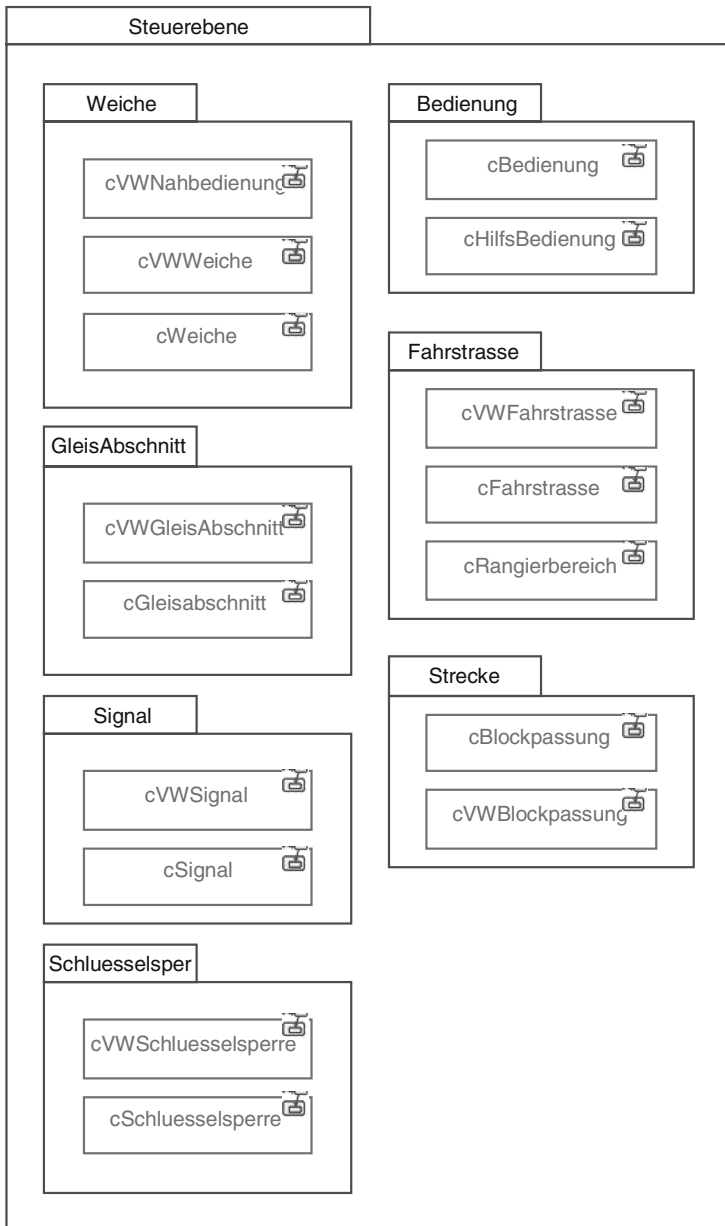 Steuerebene
Weiche
cVWNahbedienung
cVWWeiche
cWeiche
GleisAbschnitt
cVWGleisAbschnitt
cGleisabschnitt
Signal
cVWSignal
cSignal
Schluesselsper
cVWSchluesselsperre
cSchluesselsperre
Bedienung
cBedienung
cHilfsBedienung
Fahrstrasse
cVWFahrstrasse
cFahrstrasse
cRangierbereich
Strecke
cBlockpassung
cVWBlockpassung